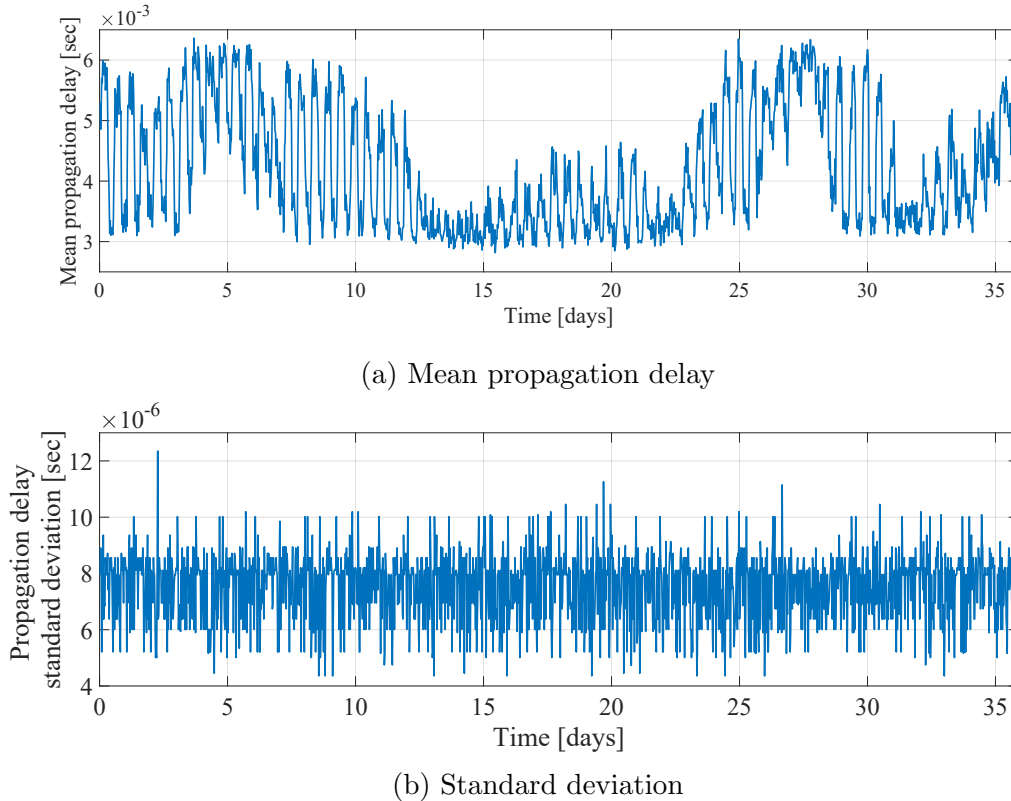 ×10⁻³
Mean propagation delay [sec]
6
5
4
3
0 5 10 15 20 25 30 35
Time [days]
(a) Mean propagation delay
×10⁻⁶
Propagation delay
standard deviation [sec]
12
10
8
6
4
0 5 10 15 20 25 30 35
Time [days]
(b) Standard deviation